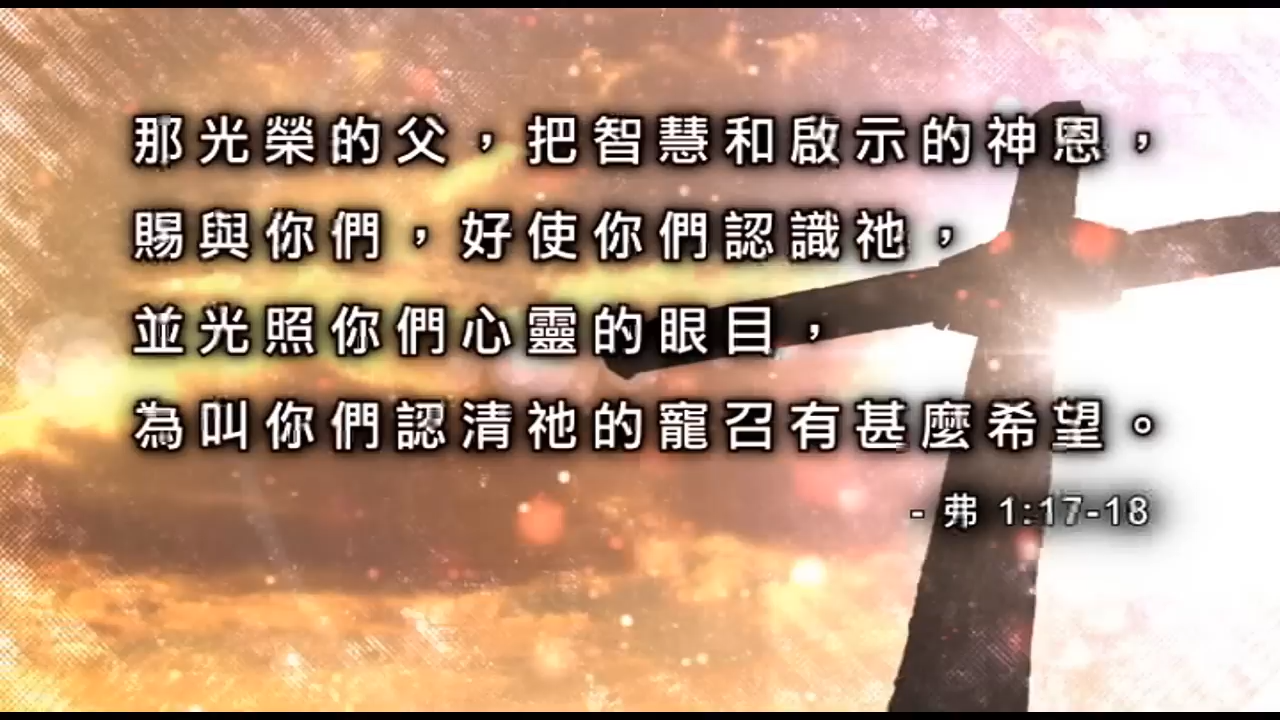 那光榮的父，把智慧和啟示的神恩，
賜與你們，好使你們認識祂，
並光照你們心靈的眼目，
為叫你們認清祂的寵召有甚麼希望。
- 弗 1:17-18